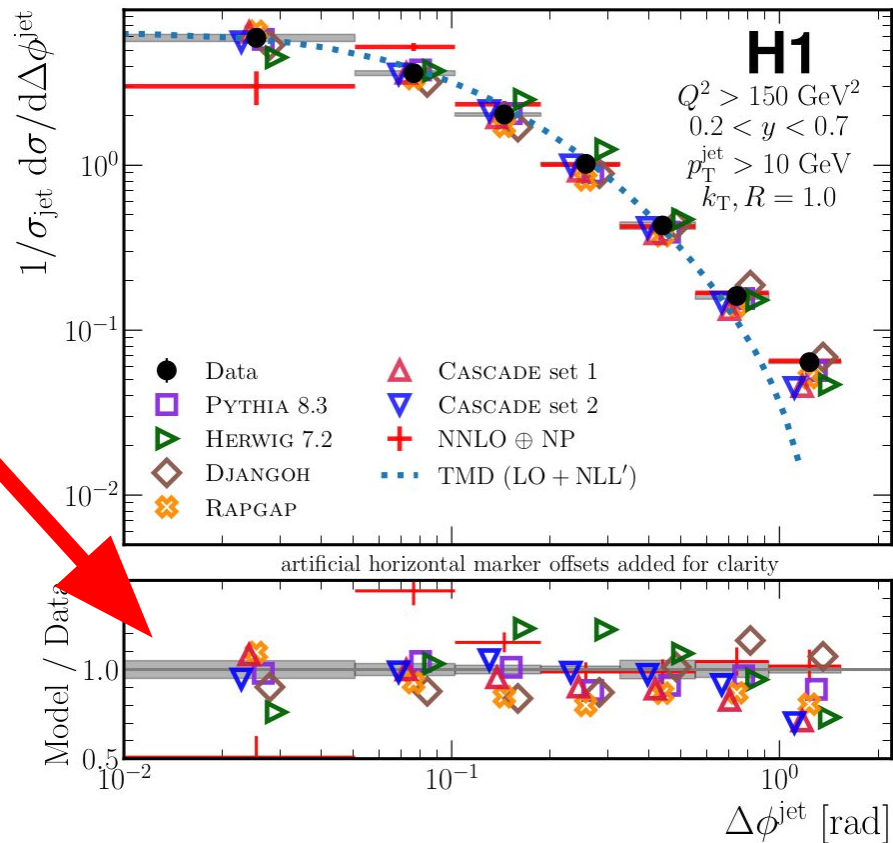 1/σ_jet dσ/dΔφ^jet
H1
Q² > 150 GeV²
0.2 < y < 0.7
p_T^jet > 10 GeV
k_T, R = 1.0
10⁰
10⁻¹
10⁻²
Data
PYTHIA 8.3
HERWIG 7.2
DJANGOH
RAPGAP
CASCADE set 1
CASCADE set 2
NNLO ⊕ NP
TMD (LO + NLL′)
artificial horizontal marker offsets added for clarity
Model / Data
1.0
0.5
10⁻² 10⁻¹ 10⁰
Δφ^jet [rad]